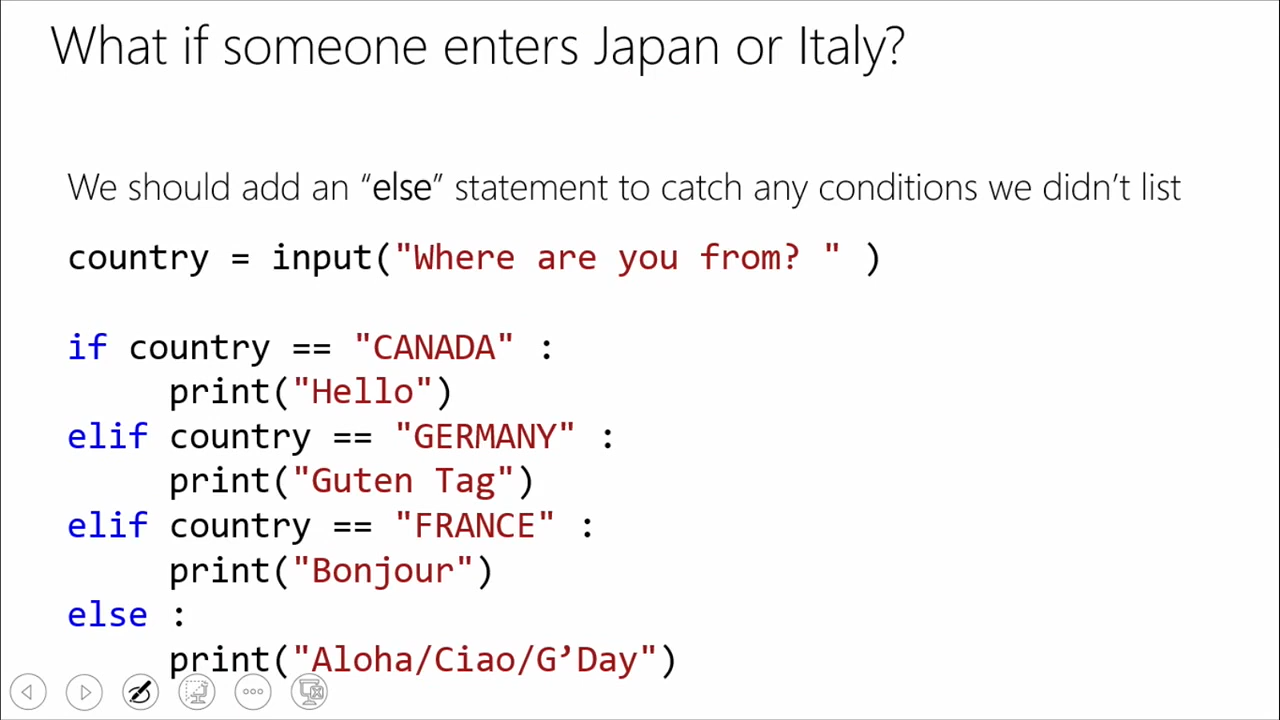 What if someone enters Japan or Italy?
We should add an “else” statement to catch any conditions we didn’t list
country = input("Where are you from? " )
if country == "CANADA" :
print("Hello")
elif country == "GERMANY" :
print("Guten Tag")
elif country == "FRANCE" :
print("Bonjour")
else :
print("Aloha/Ciao/G’Day")